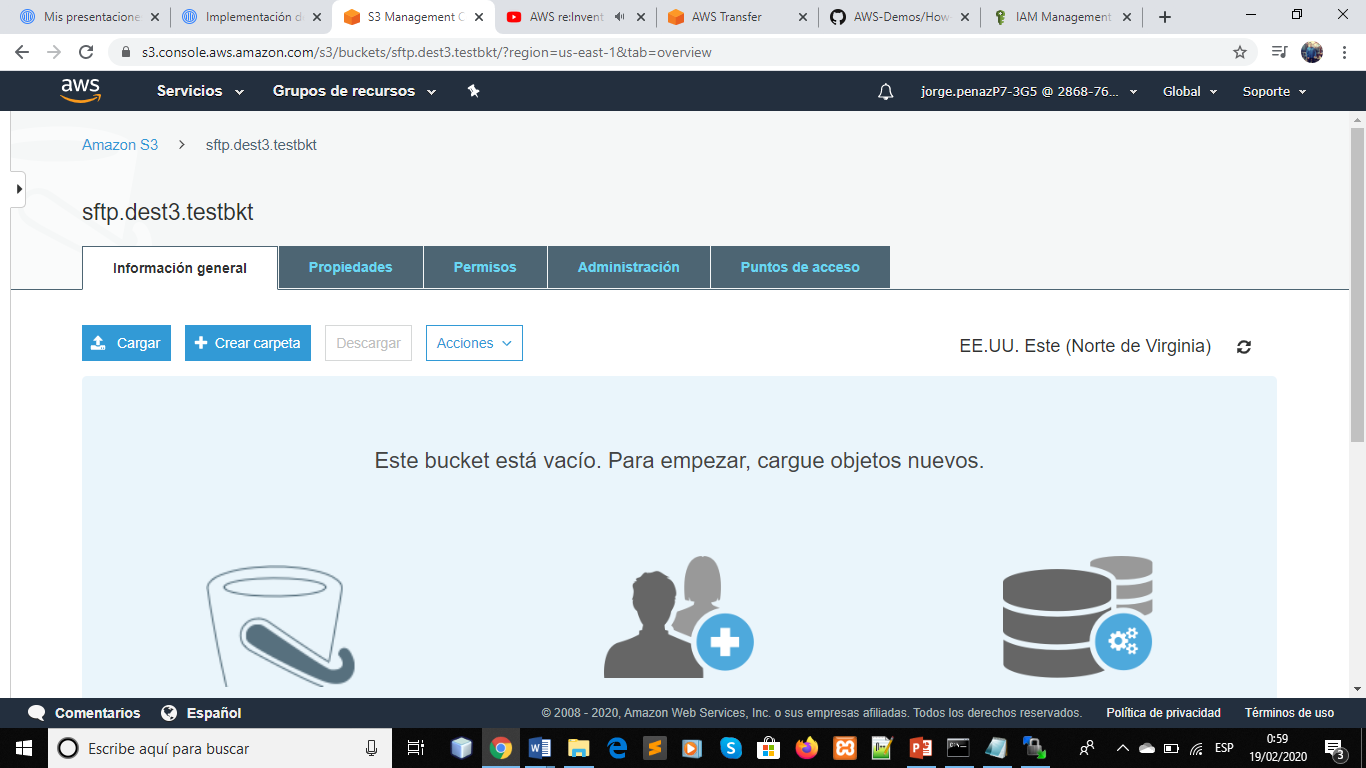 Mis presentacione
Implementación d
S3 Management C
AWS re:Invent
AWS Transfer
AWS-Demos/How
IAM Management
s3.console.aws.amazon.com/s3/buckets/sftp.dest3.testbkt/?region=us-east-1&tab=overview
aws
Servicios
Grupos de recursos
jorge.penazP7-3G5 @ 2868-76...
Global
Soporte
Amazon S3 > sftp.dest3.testbkt
sftp.dest3.testbkt
Información general
Propiedades
Permisos
Administración
Puntos de acceso
Cargar
Crear carpeta
Descargar
Acciones
EE.UU. Este (Norte de Virginia)
Este bucket está vacío. Para empezar, cargue objetos nuevos.
Comentarios
Español
© 2008 - 2020, Amazon Web Services, Inc. o sus empresas afiliadas. Todos los derechos reservados.
Política de privacidad
Términos de uso
Escribe aquí para buscar
ESP
0:59
19/02/2020
3